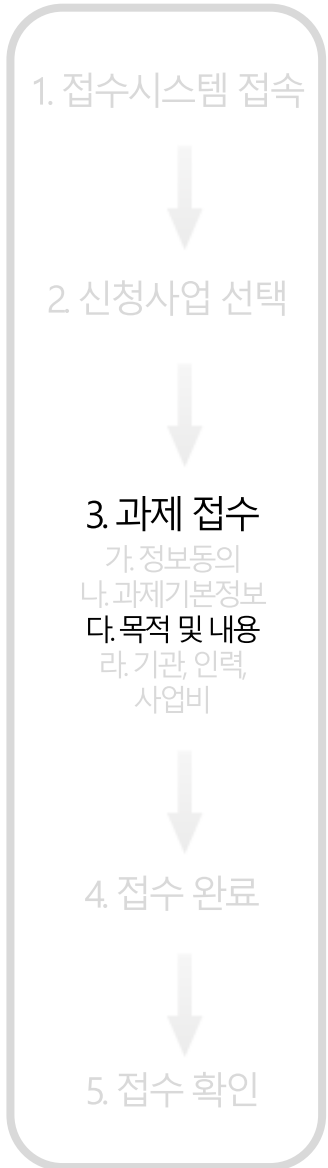 1. 접수시스템 접속
2. 신청사업 선택
3. 과제 접수
가. 정보동의
나. 과제기본정보
다. 목적 및 내용
라. 기관, 인력,
사업비
4. 접수 완료
5. 접수 확인